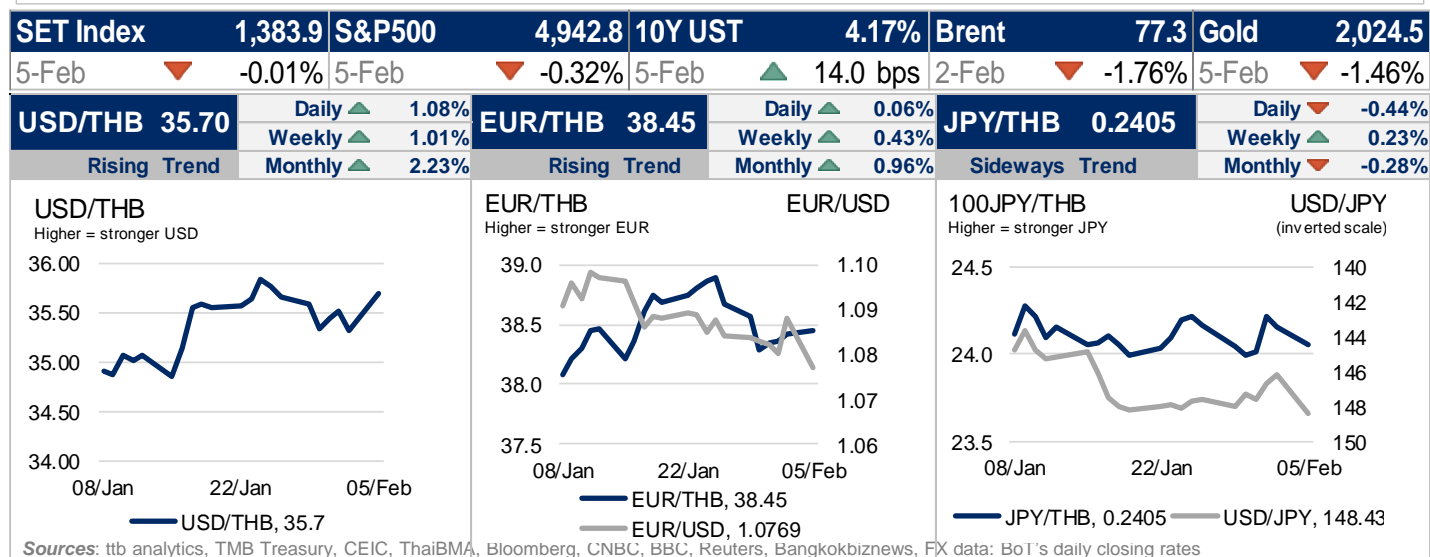 SET Index 1,383.9 S&P500 4,942.8 10Y UST 4.17% Brent 77.3 Gold 2,024.5
5-Feb -0.01% 5-Feb -0.32% 5-Feb 14.0 bps 2-Feb -1.76% 5-Feb -1.46%
USD/THB 35.70
Daily 1.08%
Weekly 1.01%
Rising Trend Monthly 2.23%
EUR/THB 38.45
Daily 0.06%
Weekly 0.43%
Rising Trend Monthly 0.96%
JPY/THB 0.2405
Daily -0.44%
Weekly 0.23%
Sideways Trend Monthly -0.28%
USD/THB
Higher = stronger USD
36.00
35.50
35.00
34.50
34.00
08/Jan 22/Jan 05/Feb
USD/THB, 35.7
EUR/THB EUR/USD
Higher = stronger EUR
39.0 1.10
1.09
38.5
1.08
38.0
1.07
37.5 1.06
08/Jan 22/Jan 05/Feb
EUR/THB, 38.45
EUR/USD, 1.0769
100JPY/THB USD/JPY
Higher = stronger JPY (inverted scale)
24.5 140
142
144
24.0
146
148
23.5 150
08/Jan 22/Jan 05/Feb
JPY/THB, 0.2405 USD/JPY, 148.43
Sources: ttb analytics, TMB Treasury, CEIC, ThaiBMA, Bloomberg, CNBC, BBC, Reuters, Bangkokbiznews, FX data: BoT's daily closing rates